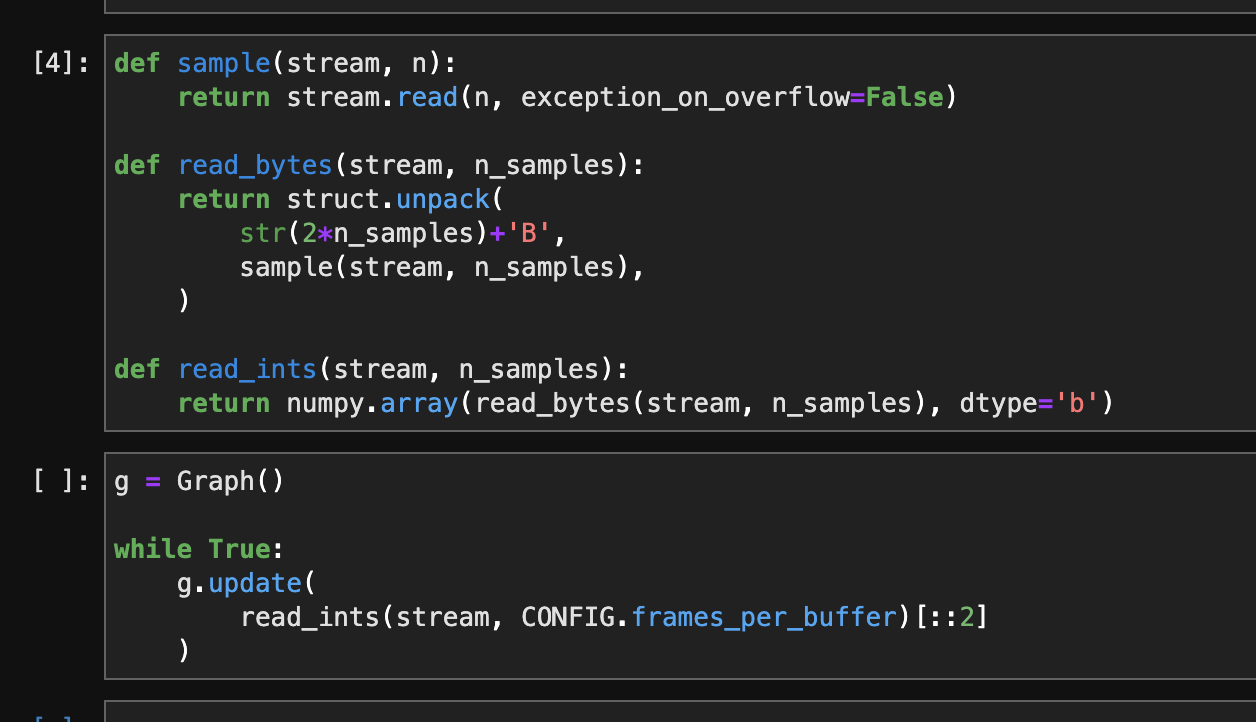 [4]: def sample(stream, n):
    return stream.read(n, exception_on_overflow=False)
def read_bytes(stream, n_samples):
    return struct.unpack(
        str(2*n_samples)+'B',
        sample(stream, n_samples),
    )
def read_ints(stream, n_samples):
    return numpy.array(read_bytes(stream, n_samples), dtype='b')
[ ]: g = Graph()
while True:
    g.update(
        read_ints(stream, CONFIG.frames_per_buffer)[::2]
    )